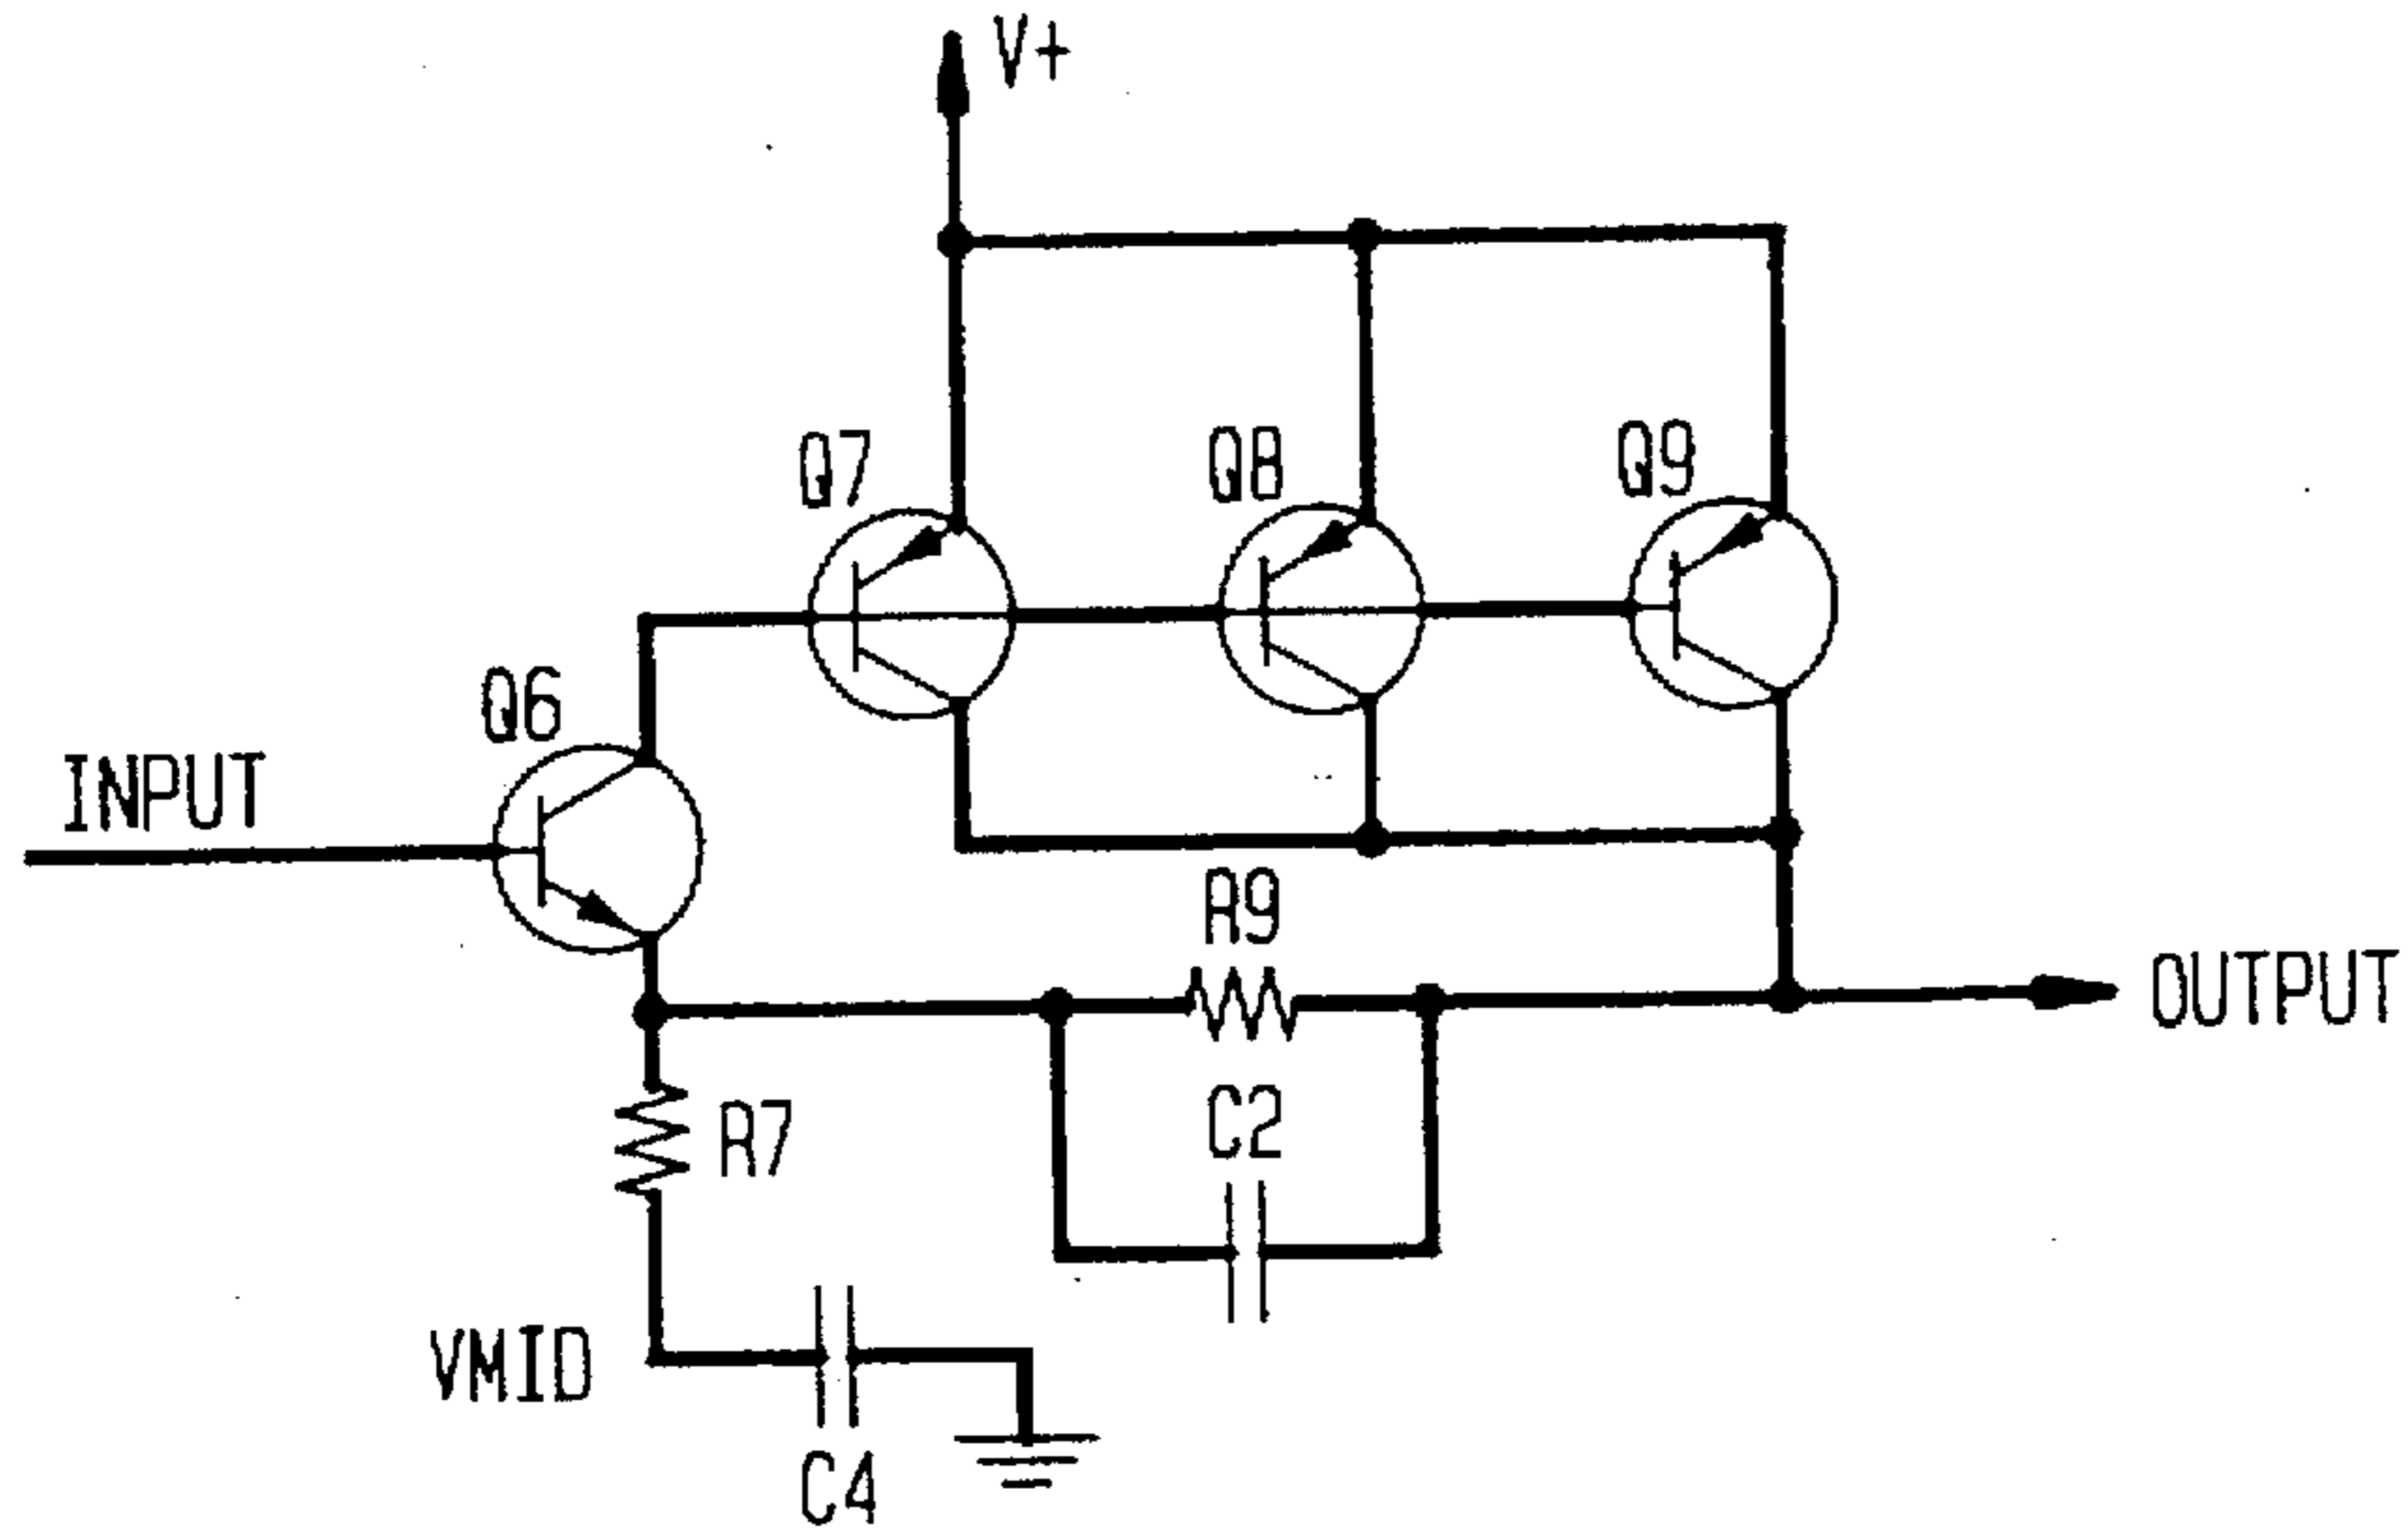 V+
Q7
Q8
Q9
Q6
INPUT
R9
OUTPUT
R7
C2
VMID
C4